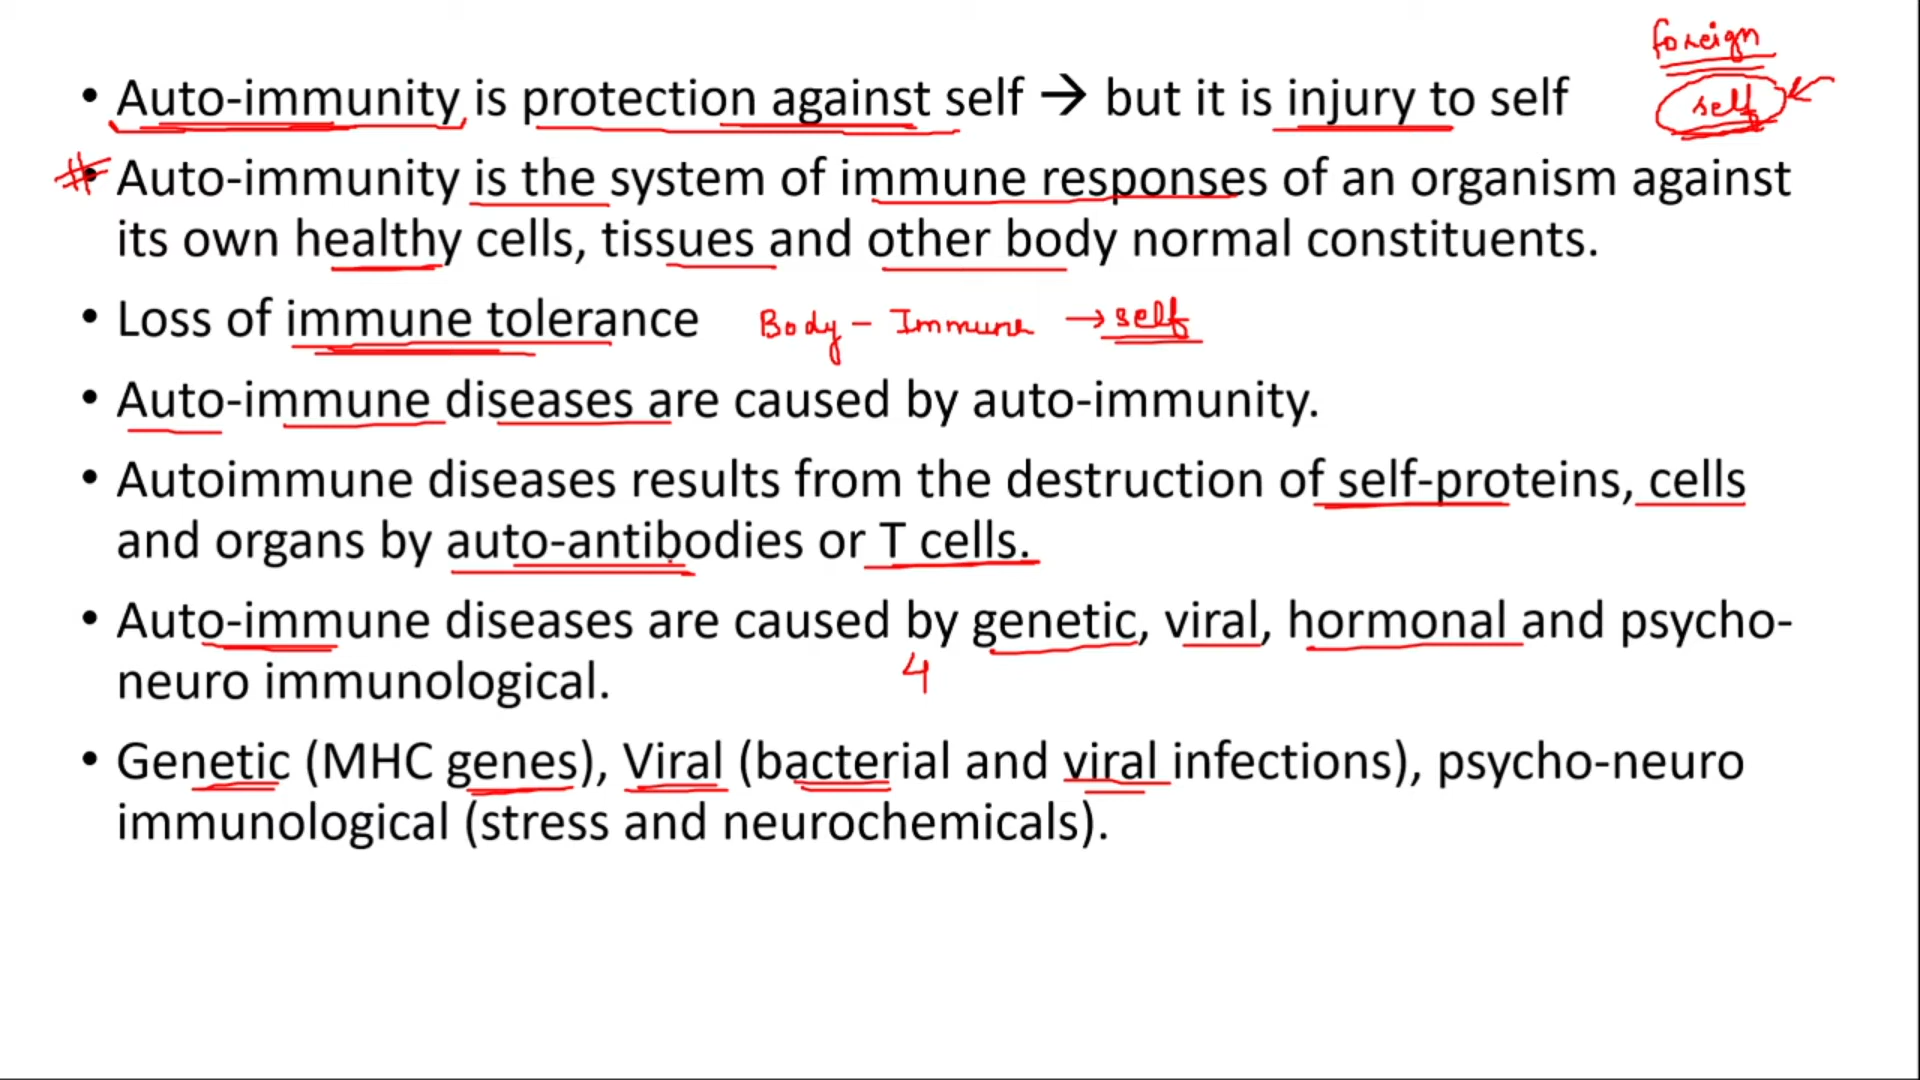 foreign
• Auto-immunity is protection against self → but it is injury to self
self
# • Auto-immunity is the system of immune responses of an organism against
its own healthy cells, tissues and other body normal constituents.
• Loss of immune tolerance Body - Immune → self
• Auto-immune diseases are caused by auto-immunity.
• Autoimmune diseases results from the destruction of self-proteins, cells
and organs by auto-antibodies or T cells.
• Auto-immune diseases are caused by genetic, viral, hormonal and psycho-
neuro immunological.
4
• Genetic (MHC genes), Viral (bacterial and viral infections), psycho-neuro
immunological (stress and neurochemicals).